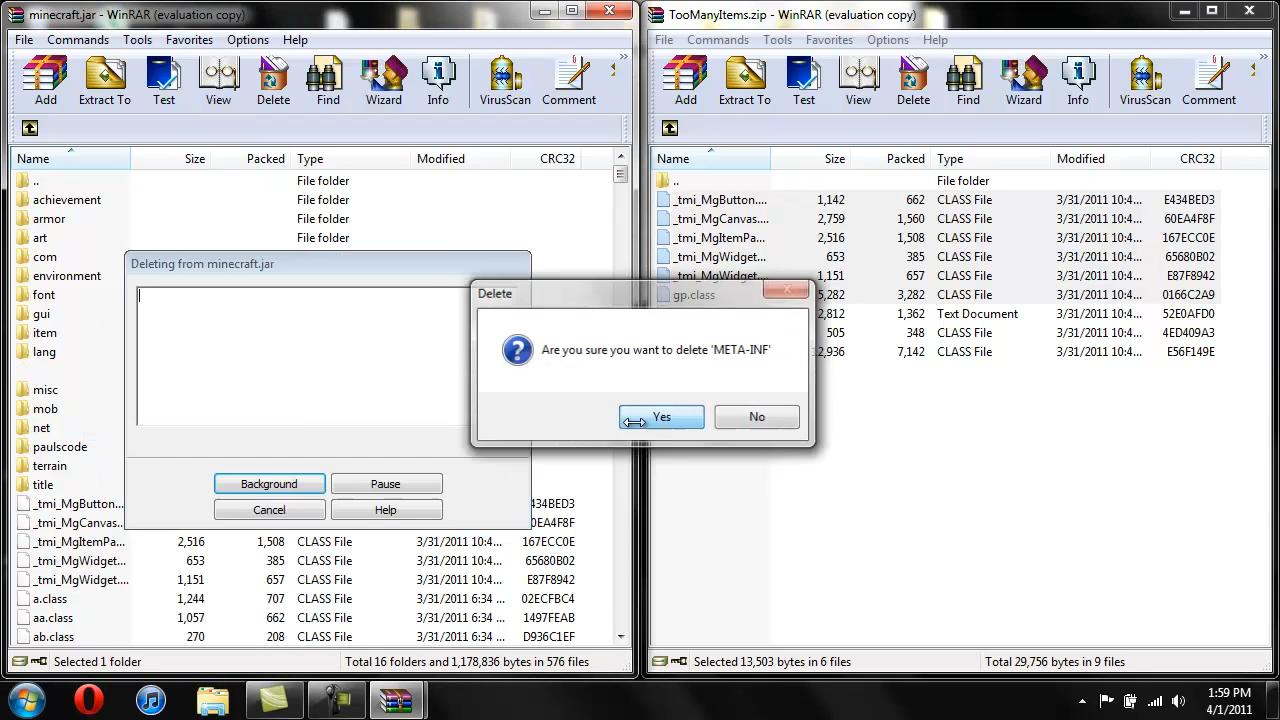 minecraft.jar - WinRAR (evaluation copy)
File Commands Tools Favorites Options Help
Add Extract To Test View Delete Find Wizard Info VirusScan Comment
Name Size Packed Type Modified CRC32
.. File folder
achievement File folder
armor File folder
art File folder
com
environment
font
gui
item
lang
misc
mob
net
paulscode
terrain
title
_tmi_MgButton... 434BED3
_tmi_MgCanvas... 0EA4F8F
_tmi_MgItemPa... 2,516 1,508 CLASS File 3/31/2011 10:4... 167ECC0E
_tmi_MgWidget... 653 385 CLASS File 3/31/2011 10:4... 65680B02
_tmi_MgWidget... 1,151 657 CLASS File 3/31/2011 10:4... E87F8942
a.class 1,244 707 CLASS File 3/31/2011 6:34 ... 02ECFBC4
aa.class 1,057 662 CLASS File 3/31/2011 6:34 ... 1497FEAB
ab.class 270 208 CLASS File 3/31/2011 6:34 ... D936C1EF
Selected 1 folder Total 16 folders and 1,178,836 bytes in 576 files
Deleting from minecraft.jar
Background Pause
Cancel Help
Delete
Are you sure you want to delete 'META-INF'
Yes No
TooManyItems.zip - WinRAR (evaluation copy)
File Commands Tools Favorites Options Help
Add Extract To Test View Delete Find Wizard Info VirusScan Comment
Name Size Packed Type Modified CRC32
.. File folder
_tmi_MgButton.... 1,142 662 CLASS File 3/31/2011 10:4... E434BED3
_tmi_MgCanvas.... 2,759 1,560 CLASS File 3/31/2011 10:4... 60EA4F8F
_tmi_MgItemPa... 2,516 1,508 CLASS File 3/31/2011 10:4... 167ECC0E
_tmi_MgWidget... 653 385 CLASS File 3/31/2011 10:4... 65680B02
_tmi_MgWidget... 1,151 657 CLASS File 3/31/2011 10:4... E87F8942
gp.class 5,282 3,282 CLASS File 3/31/2011 10:4... 0166C2A9
2,812 1,362 Text Document 3/31/2011 10:4... 52E0AFD0
505 348 CLASS File 3/31/2011 10:4... 4ED409A3
12,936 7,142 CLASS File 3/31/2011 10:4... E56F149E
Selected 13,503 bytes in 6 files Total 29,756 bytes in 9 files
1:59 PM
4/1/2011